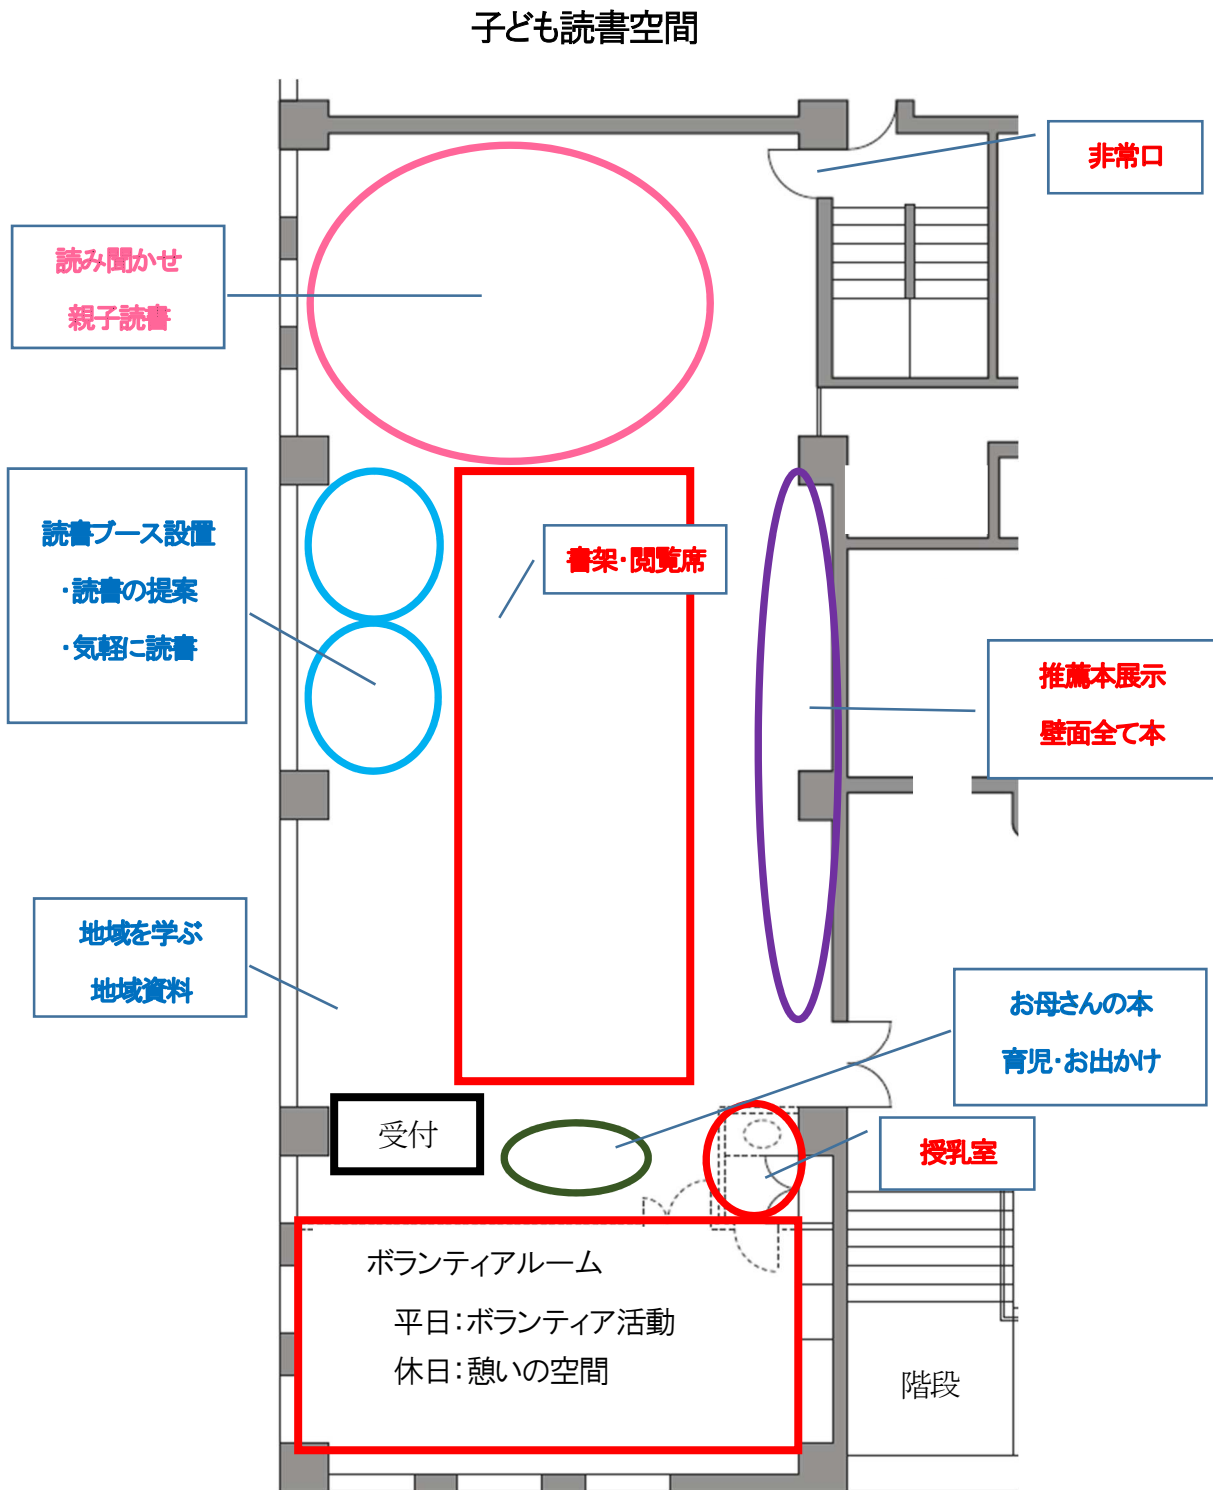 子ども読書空間
非常口
読み聞かせ
親子読書
読書ブース設置
・読書の提案
・気軽に読書
書架・閲覧席
推薦本展示
壁面全て本
地域を学ぶ
地域資料
お母さんの本
育児・お出かけ
受付
授乳室
ボランティアルーム
平日：ボランティア活動
休日：憩いの空間
階段